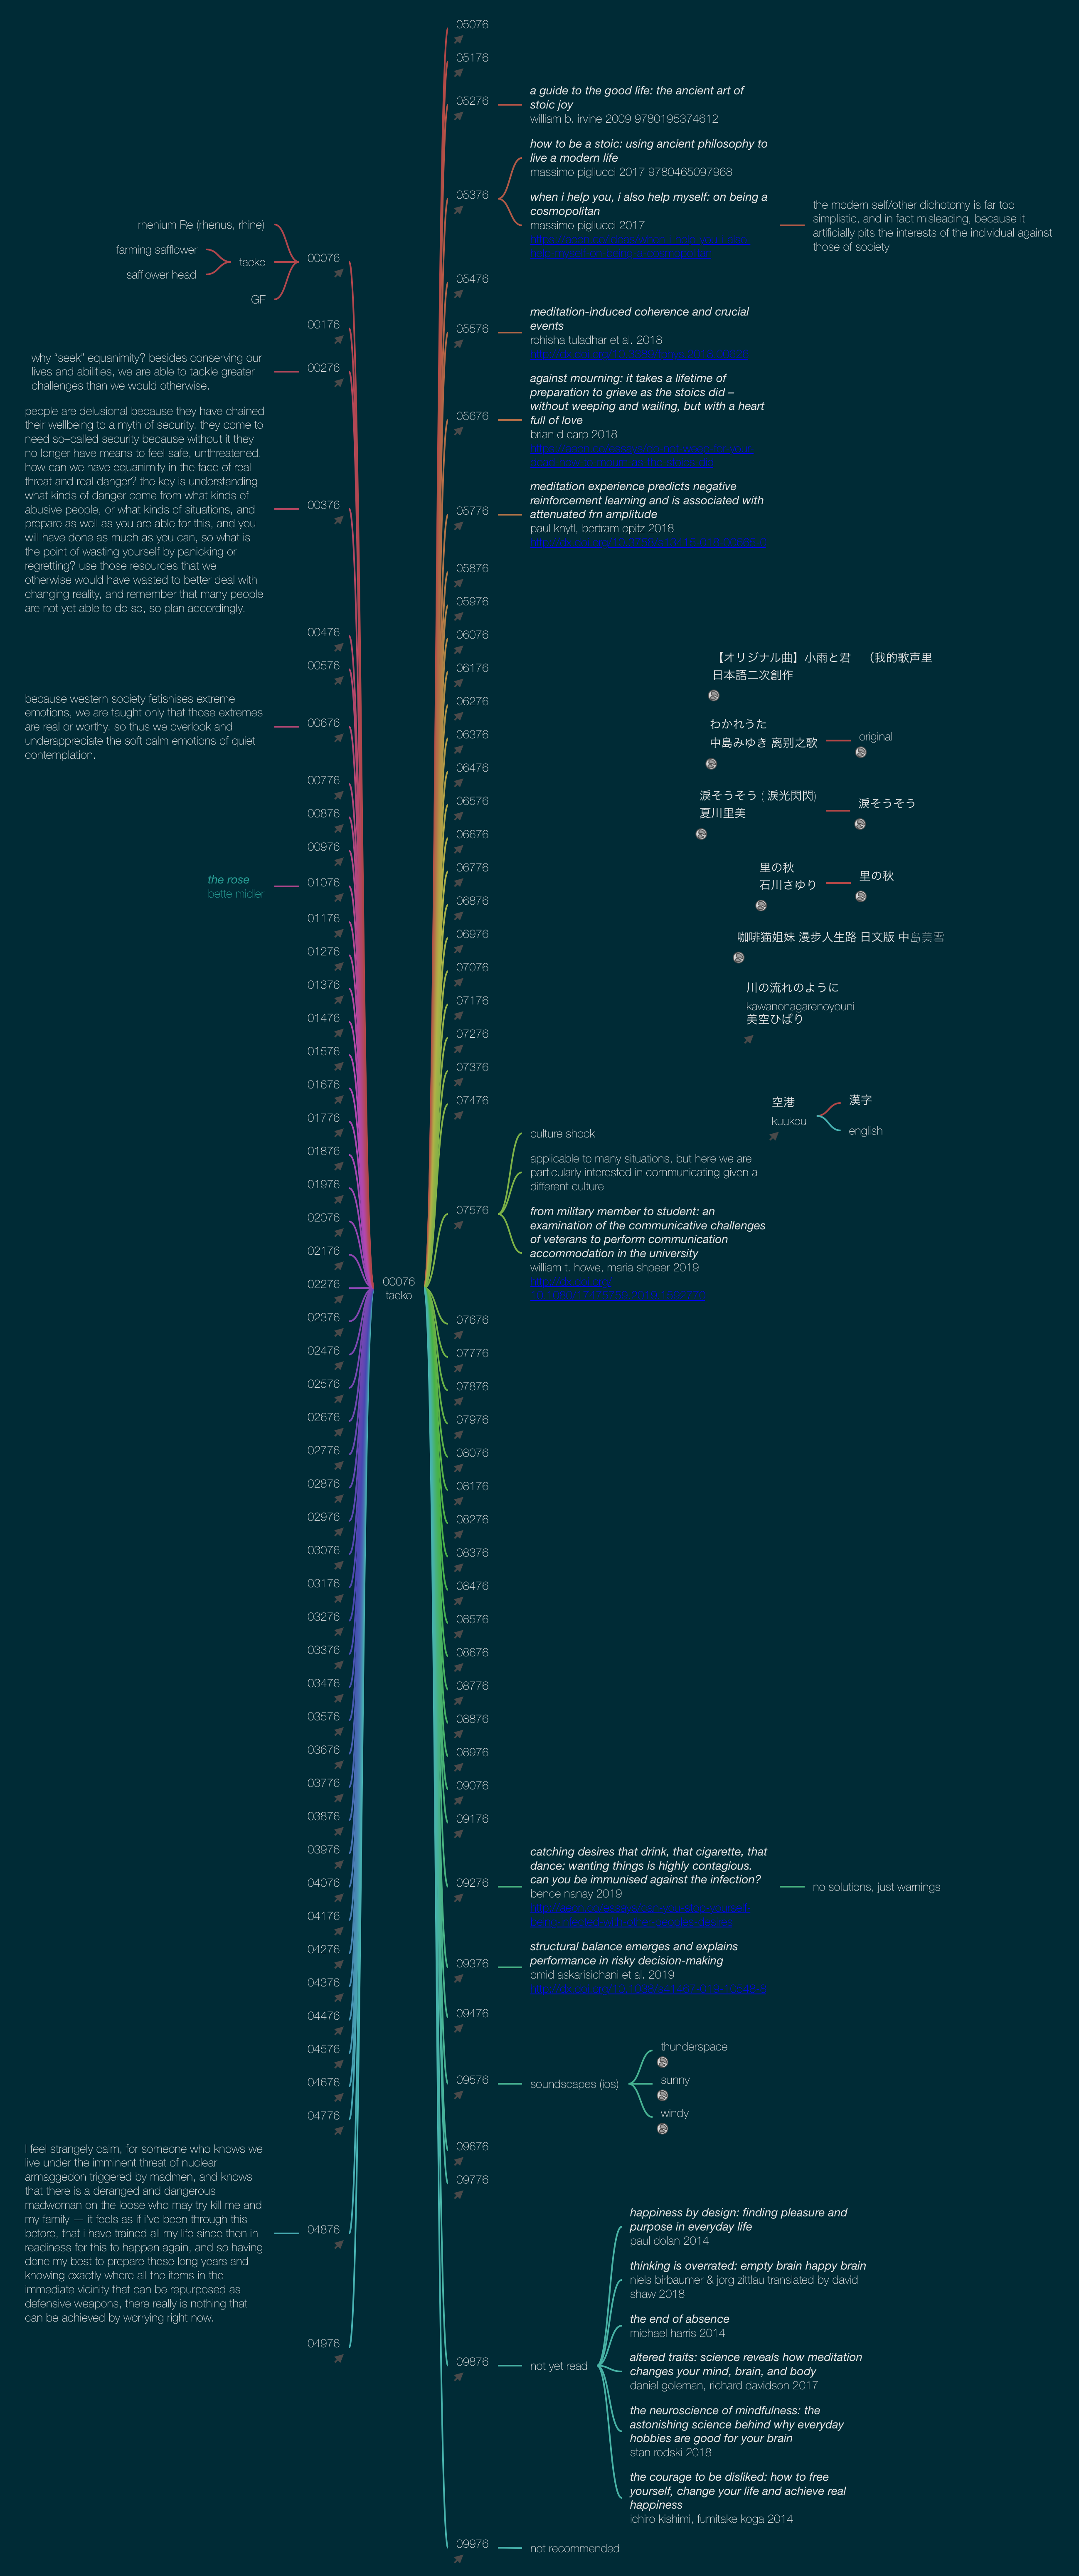 rhenium Re (rhenus, rhine)
farming safflower
safflower head
taeko
GF
00076
00176
why "seek" equanimity? besides conserving our
lives and abilities, we are able to tackle greater
challenges than we would otherwise.
00276
people are delusional because they have chained
their wellbeing to a myth of security. they come to
need so–called security because without it they
no longer have means to feel safe, unthreatened.
how can we have equanimity in the face of real
threat and real danger? the key is understanding
what kinds of danger come from what kinds of
abusive people, or what kinds of situations, and
prepare as well as you are able for this, and you
will have done as much as you can, so what is
the point of wasting yourself by panicking or
regretting? use those resources that we
otherwise would have wasted to better deal with
changing reality, and remember that many people
are not yet able to do so, so plan accordingly.
00376
00476
00576
because western society fetishises extreme
emotions, we are taught only that those extremes
are real or worthy. so thus we overlook and
underappreciate the soft calm emotions of quiet
contemplation.
00676
00776
00876
00976
the rose
bette midler
01076
01176
01276
01376
01476
01576
01676
01776
01876
01976
02076
02176
02276
02376
02476
02576
02676
02776
02876
02976
03076
03176
03276
03376
03476
03576
03676
03776
03876
03976
04076
04176
04276
04376
04476
04576
04676
04776
I feel strangely calm, for someone who knows we
live under the imminent threat of nuclear
armaggedon triggered by madmen, and knows
that there is a deranged and dangerous
madwoman on the loose who may try kill me and
my family — it feels as if i've been through this
before, that i have trained all my life since then in
readiness for this to happen again, and so having
done my best to prepare these long years and
knowing exactly where all the items in the
immediate vicinity that can be repurposed as
defensive weapons, there really is nothing that
can be achieved by worrying right now.
04876
04976
00076
taeko
05076
05176
05276
a guide to the good life: the ancient art of
stoic joy
william b. irvine 2009 9780195374612
05376
how to be a stoic: using ancient philosophy to
live a modern life
massimo pigliucci 2017 9780465097968
when i help you, i also help myself: on being a
cosmopolitan
massimo pigliucci 2017
the modern self/other dichotomy is far too
simplistic, and in fact misleading, because it
artificially pits the interests of the individual against
those of society
05476
05576
meditation-induced coherence and crucial
events
rohisha tuladhar et al. 2018
05676
against mourning: it takes a lifetime of
preparation to grieve as the stoics did –
without weeping and wailing, but with a heart
full of love
brian d earp 2018
05776
meditation experience predicts negative
reinforcement learning and is associated with
attenuated frn amplitude
paul knytl, bertram opitz 2018
05876
05976
06076
06176
06276
06376
06476
06576
06676
06776
06876
06976
07076
07176
07276
07376
07476
07576
culture shock
applicable to many situations, but here we are
particularly interested in communicating given a
different culture
from military member to student: an
examination of the communicative challenges
of veterans to perform communication
accommodation in the university
william t. howe, maria shpeer 2019
07676
07776
07876
07976
08076
08176
08276
08376
08476
08576
08676
08776
08876
08976
09076
09176
09276
catching desires that drink, that cigarette, that
dance: wanting things is highly contagious.
can you be immunised against the infection?
bence nanay 2019
no solutions, just warnings
09376
structural balance emerges and explains
performance in risky decision-making
omid askarisichani et al. 2019
09476
09576
soundscapes (ios)
thunderspace
sunny
windy
09676
09776
09876
not yet read
happiness by design: finding pleasure and
purpose in everyday life
paul dolan 2014
thinking is overrated: empty brain happy brain
niels birbaumer & jorg zittlau translated by david
shaw 2018
the end of absence
michael harris 2014
altered traits: science reveals how meditation
changes your mind, brain, and body
daniel goleman, richard davidson 2017
the neuroscience of mindfulness: the
astonishing science behind why everyday
hobbies are good for your brain
stan rodski 2018
the courage to be disliked: how to free
yourself, change your life and achieve real
happiness
ichiro kishimi, fumitake koga 2014
09976
not recommended
【オリジナル曲】小雨と君 （我的歌声里
日本語二次創作
わかれうた
中島みゆき 离别之歌
original
涙そうそう ( 淚光閃閃)
夏川里美
涙そうそう
里の秋
石川さゆり
里の秋
咖啡猫姐妹 漫步人生路 日文版 中岛美雪
川の流れのように
kawanonagarenoyouni
美空ひばり
空港
kuukou
漢字
english